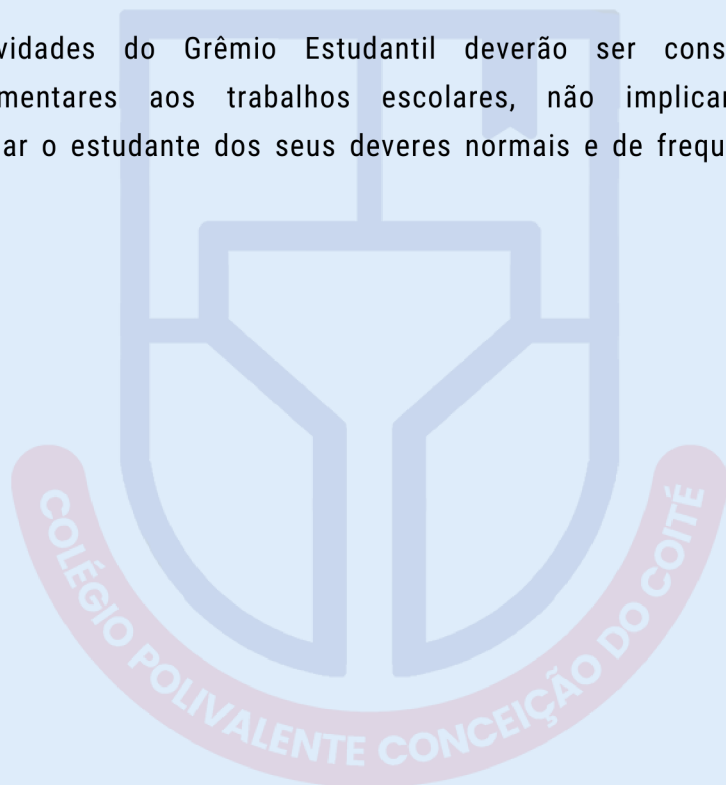 vidades do Grêmio Estudantil deverão ser cons
mentares aos trabalhos escolares, não implicar
ar o estudante dos seus deveres normais e de frequ
COLÉGIO POLIVALENTE CONCEIÇÃO DO COITÉ